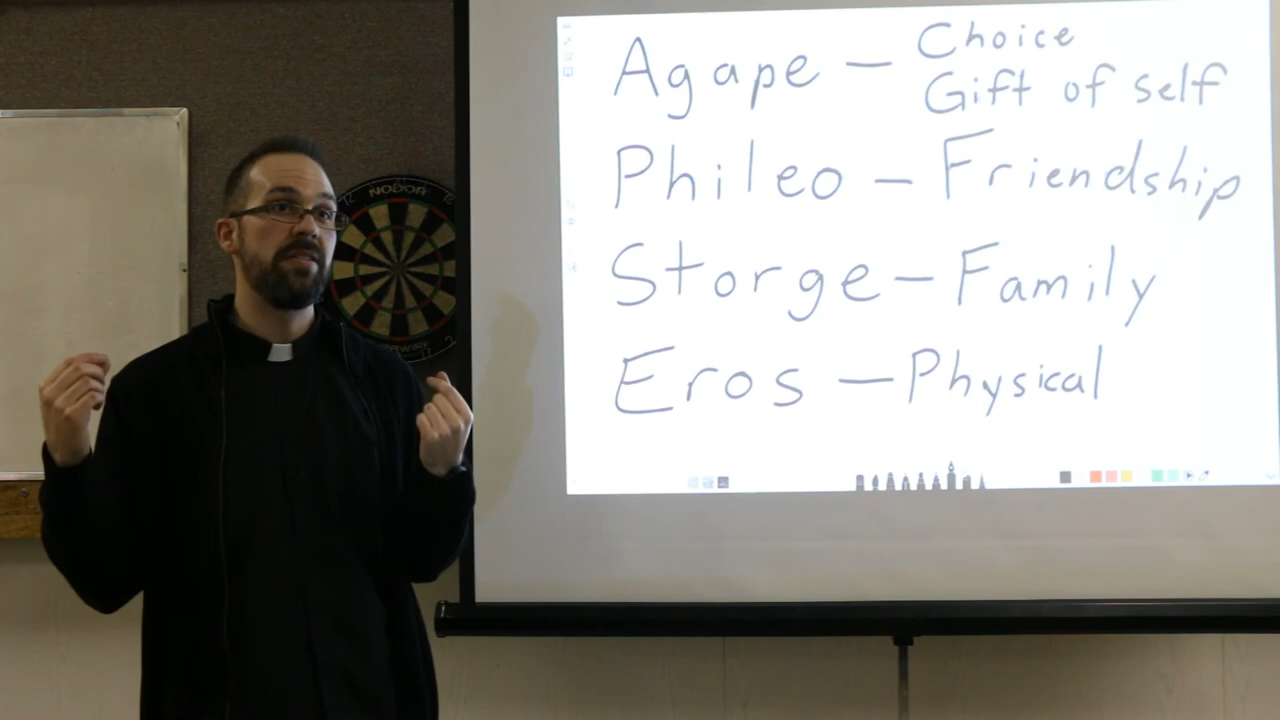 Agape — Choice
Gift of self
Phileo — Friendship
Storge — Family
Eros — Physical
NODOR